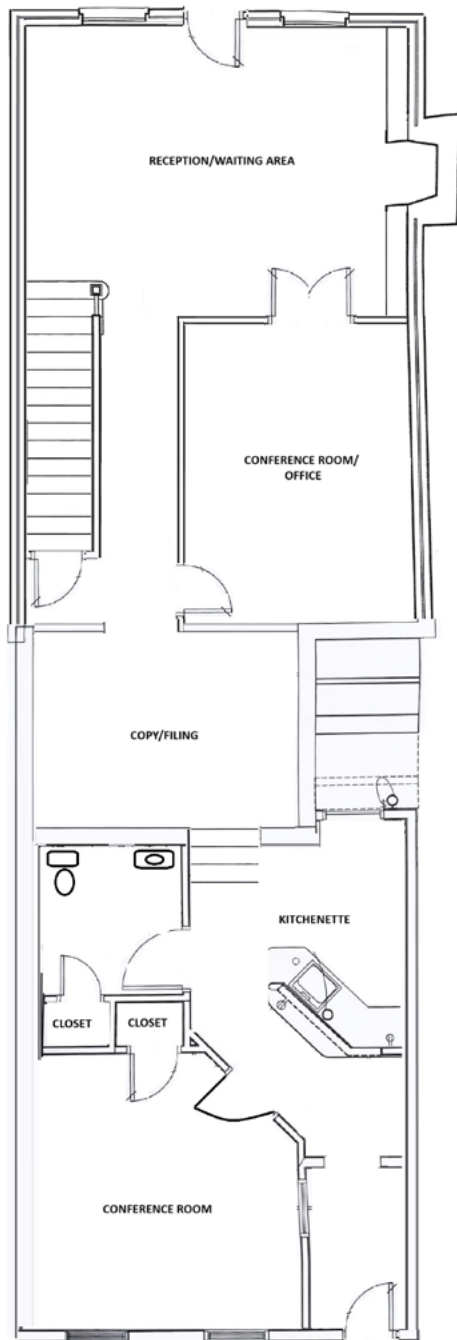 RECEPTION/WAITING AREA
CONFERENCE ROOM/
OFFICE
COPY/FILING
KITCHENETTE
CLOSET
CLOSET
CONFERENCE ROOM